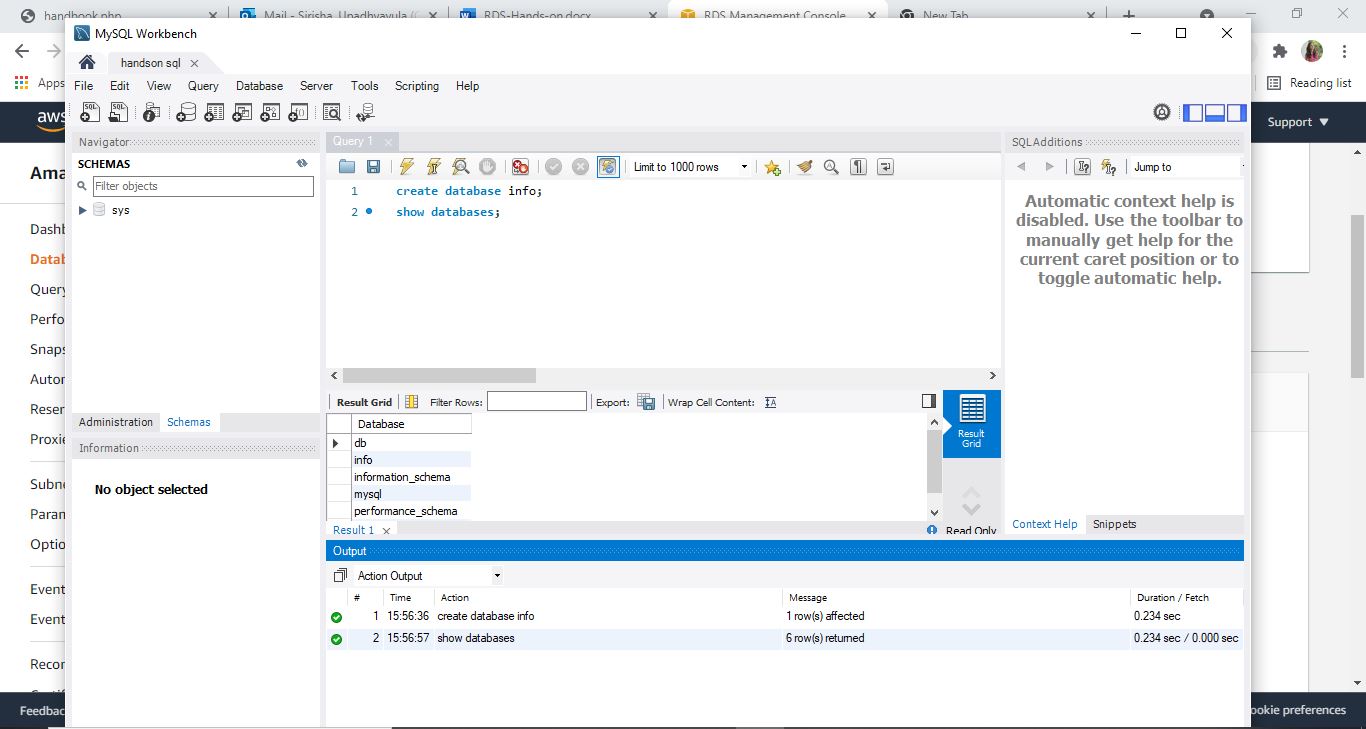 handbook.php
Mail - Sirisha_Upadhyayula ((
RDS-Hands-on.docx
RDS Management Console
New Tab
MySQL Workbench
handson sql
File Edit View Query Database Server Tools Scripting Help
Apps
Reading list
aws
Support
Navigator
SCHEMAS
Filter objects
sys
Query 1
Limit to 1000 rows
1 create database info;
2 show databases;
SQLAdditions
Jump to
Automatic context help is
disabled. Use the toolbar to
manually get help for the
current caret position or to
toggle automatic help.
Ama
Dashb
Datab
Query
Perfo
Snaps
Autor
Reser
Proxie
Subne
Paran
Optio
Event
Event
Recor
Feedbac
Administration Schemas
Information
No object selected
Result Grid Filter Rows: Export: Wrap Cell Content:
Database
db
info
information_schema
mysql
performance_schema
Result
Grid
Result 1
Read Only
Context Help Snippets
Output
Action Output
# Time Action Message Duration / Fetch
1 15:56:36 create database info 1 row(s) affected 0.234 sec
2 15:56:57 show databases 6 row(s) returned 0.234 sec / 0.000 sec
ookie preferences